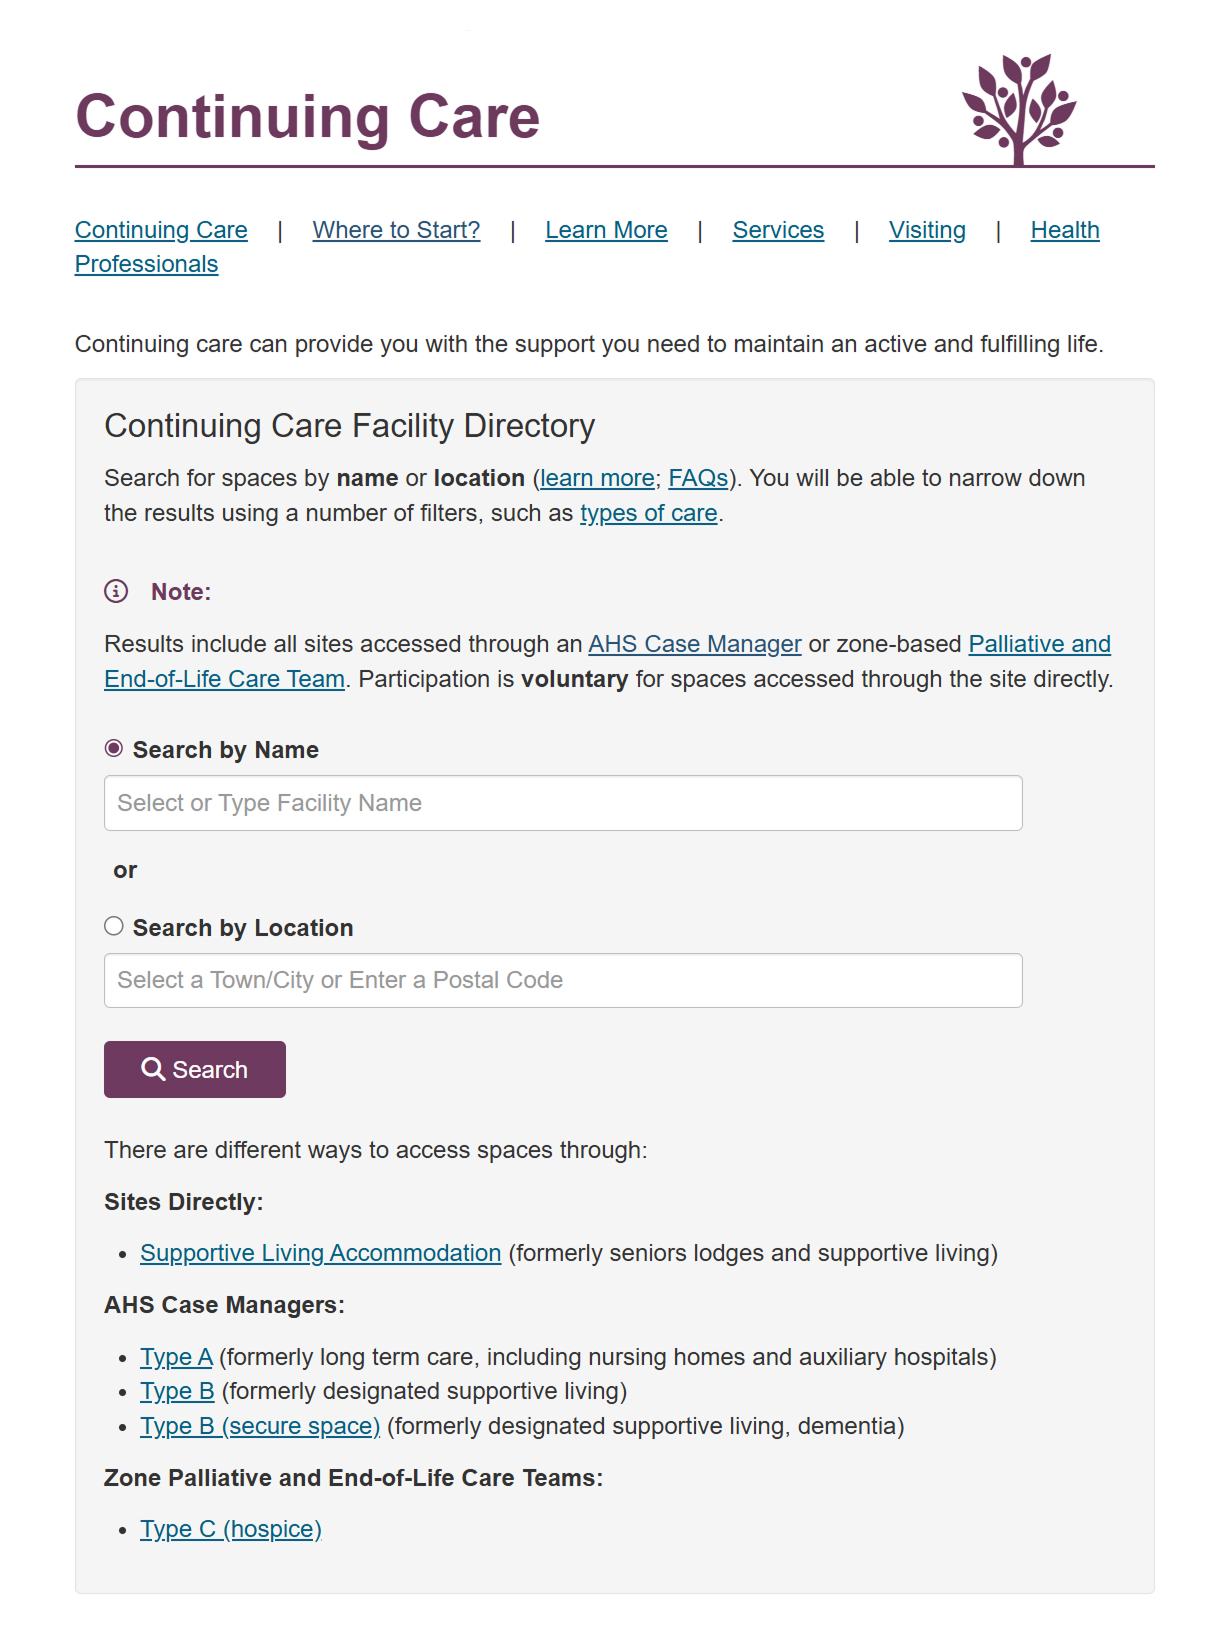 Continuing Care
Continuing Care | Where to Start? | Learn More | Services | Visiting | Health
Professionals
Continuing care can provide you with the support you need to maintain an active and fulfilling life.
Continuing Care Facility Directory
Search for spaces by name or location (learn more; FAQs). You will be able to narrow down
the results using a number of filters, such as types of care.
Note:
Results include all sites accessed through an AHS Case Manager or zone-based Palliative and
End-of-Life Care Team. Participation is voluntary for spaces accessed through the site directly.
Search by Name
Select or Type Facility Name
or
Search by Location
Select a Town/City or Enter a Postal Code
Search
There are different ways to access spaces through:
Sites Directly:
• Supportive Living Accommodation (formerly seniors lodges and supportive living)
AHS Case Managers:
• Type A (formerly long term care, including nursing homes and auxiliary hospitals)
• Type B (formerly designated supportive living)
• Type B (secure space) (formerly designated supportive living, dementia)
Zone Palliative and End-of-Life Care Teams:
• Type C (hospice)